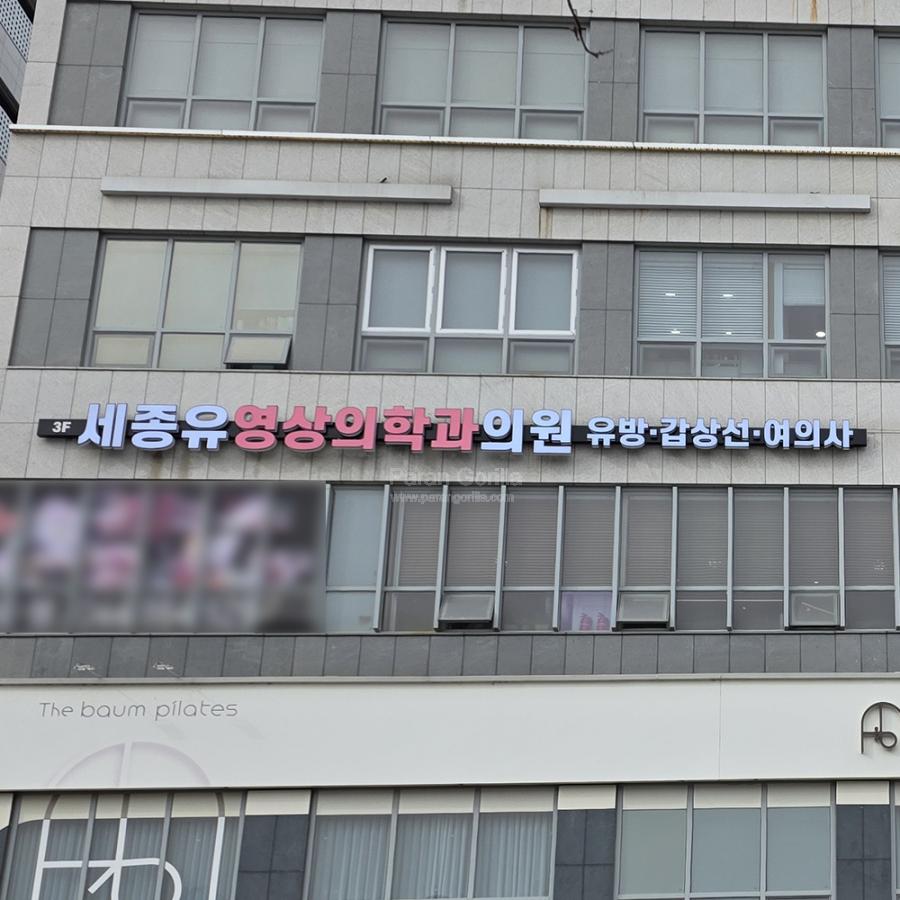 3F 세종유영상의학과의원 유방·갑상선·여의사
Paran Gorilla
www.parangorilla.com
The baum pilates